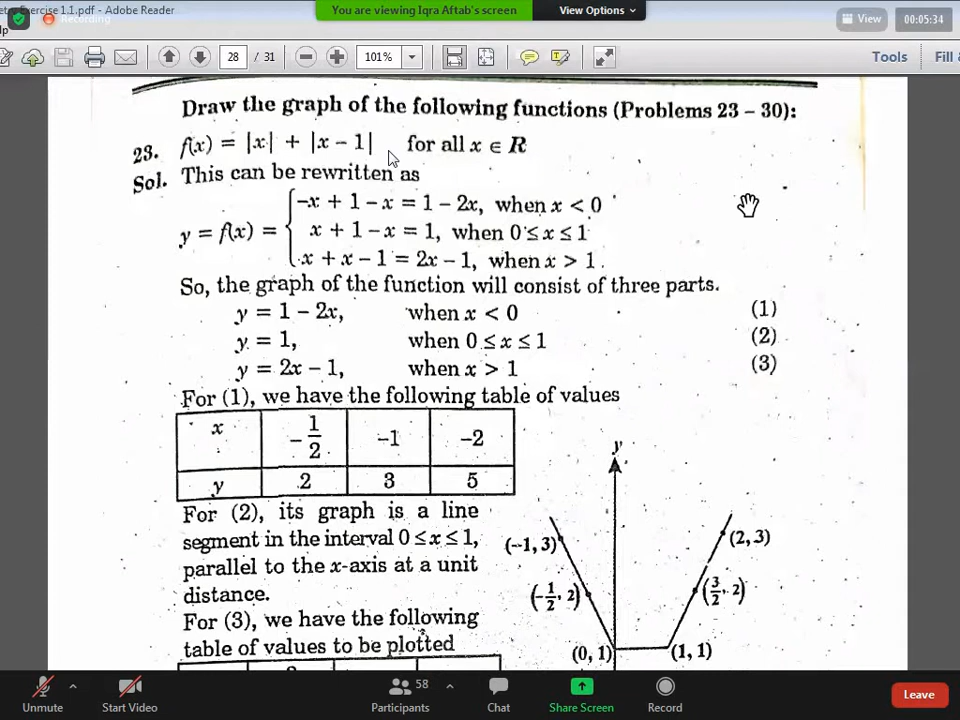 etry Exercise 1.1.pdf - Adobe Reader
You are viewing Iqra Aftab's screen
View Options
Recording
View
00:05:34
lp
28 / 31
101%
Tools
Fill &
Draw the graph of the following functions (Problems 23 – 30):
23. f(x) = |x| + |x – 1| for all x ∈ R
Sol. This can be rewritten as
–x + 1 – x = 1 – 2x, when x < 0
y = f(x) = { x + 1 – x = 1, when 0 ≤ x ≤ 1
x + x – 1 = 2x – 1, when x > 1.
So, the graph of the function will consist of three parts.
y = 1 – 2x, when x < 0 (1)
y = 1, when 0 ≤ x ≤ 1 (2)
y = 2x – 1, when x > 1 (3)
For (1), we have the following table of values
x –1/2 –1 –2
y 2 3 5
For (2), its graph is a line
segment in the interval 0 ≤ x ≤ 1,
parallel to the x-axis at a unit
distance.
For (3), we have the following
table of values to be plotted
y
(–1, 3)
(2, 3)
(–1/2, 2)
(3/2, 2)
(0, 1)
(1, 1)
Unmute
Start Video
58
Participants
Chat
Share Screen
Record
Leave